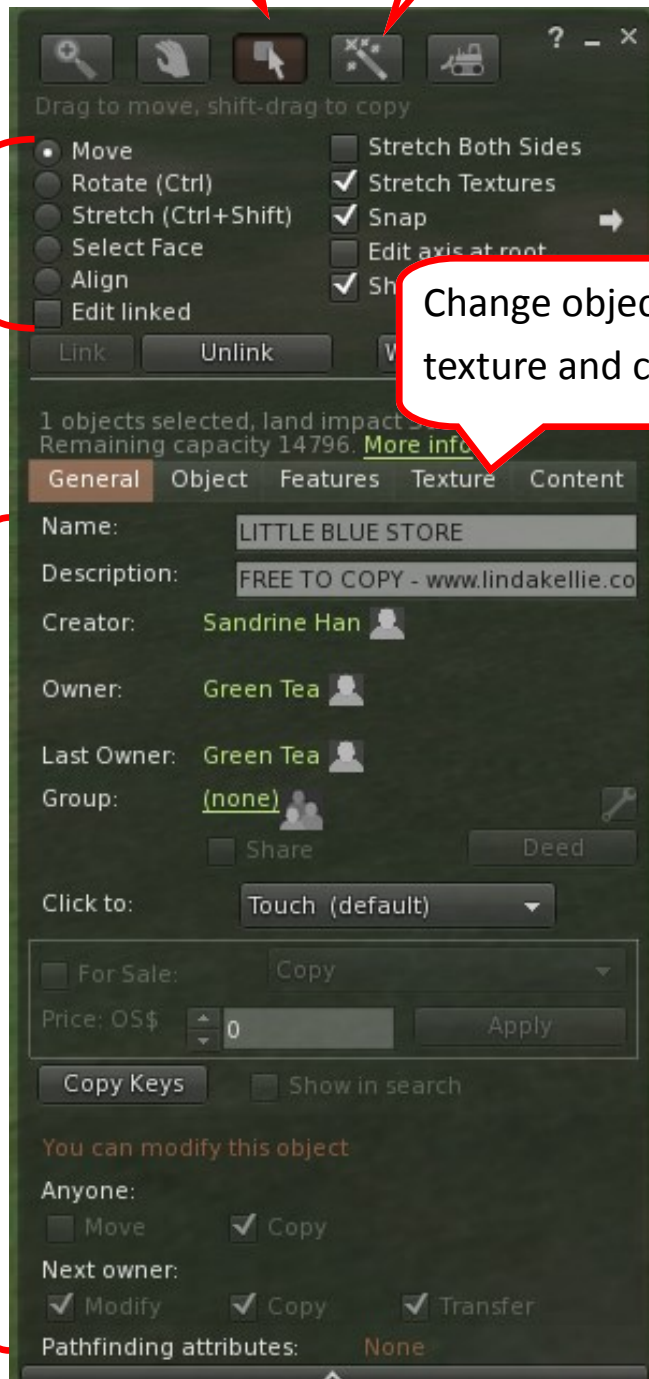 ? _ ×
Drag to move, shift-drag to copy
Move
Rotate (Ctrl)
Stretch (Ctrl+Shift)
Select Face
Align
Edit linked
Stretch Both Sides
Stretch Textures
Snap
Edit axis at root
Change
texture and
Link Unlink
1 objects selected, land impact
Remaining capacity 14796. More info
General Object Features Texture Content
Name: LITTLE BLUE STORE
Description: FREE TO COPY - www.lindakellie.co
Creator: Sandrine Han
Owner: Green Tea
Last Owner: Green Tea
Group: (none)
Share Deed
Click to: Touch (default)
For Sale: Copy
Price: OS$ 0 Apply
Copy Keys Show in search
You can modify this object
Anyone:
Move Copy
Next owner:
Modify Copy Transfer
Pathfinding attributes: None